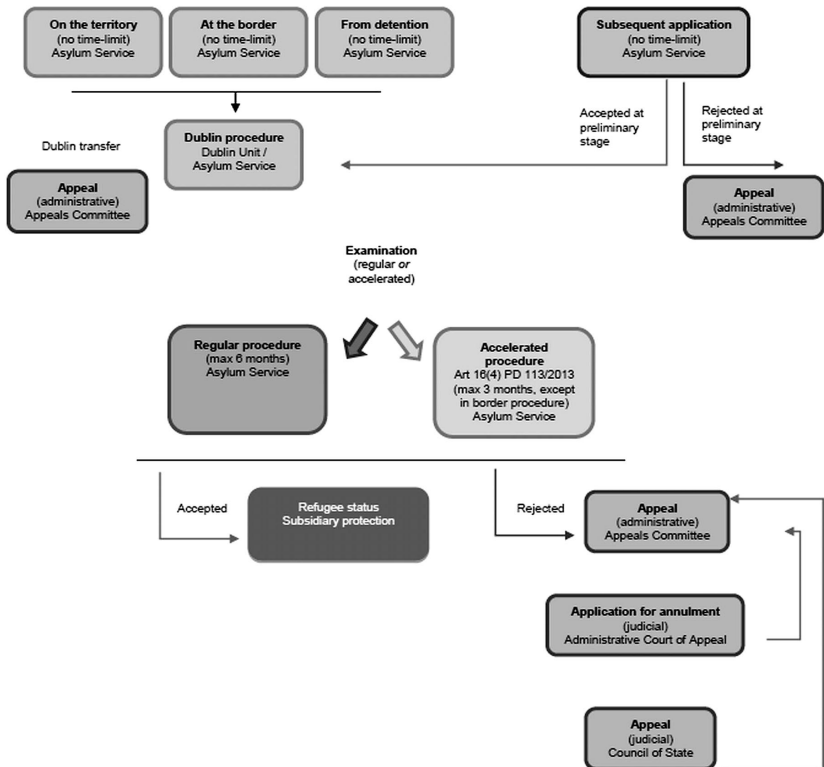 On the territory
(no time-limit)
Asylum Service
At the border
(no time-limit)
Asylum Service
From detention
(no time-limit)
Asylum Service
Subsequent application
(no time-limit)
Asylum Service
Accepted at
preliminary
stage
Rejected at
preliminary
stage
Dublin procedure
Dublin Unit /
Asylum Service
Dublin transfer
Appeal
(administrative)
Appeals Committee
Appeal
(administrative)
Appeals Committee
Examination
(regular or
accelerated)
Regular procedure
(max 6 months)
Asylum Service
Accelerated
procedure
Art 16(4) PD 113/2013
(max 3 months, except
in border procedure)
Asylum Service
Accepted
Refugee status
Subsidiary protection
Rejected
Appeal
(administrative)
Appeals Committee
Application for annulment
(judicial)
Administrative Court of Appeal
Appeal
(judicial)
Council of State